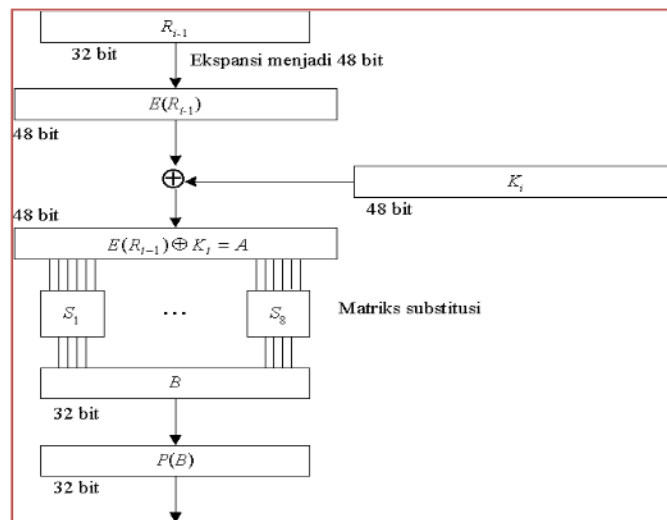 R_{i-1}
32 bit
Ekspansi menjadi 48 bit
E(R_{i-1})
48 bit
⊕
K_i
48 bit
48 bit
E(R_{i-1}) ⊕ K_i = A
S_1
...
S_8
Matriks substitusi
B
32 bit
P(B)
32 bit